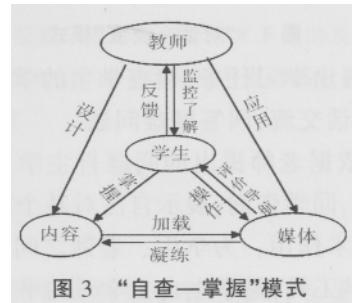 教师
设计
反馈
监控了解
应用
学生
掌握
操作
评价导航
内容
加载
凝练
媒体
图 3 “自查—掌握”模式